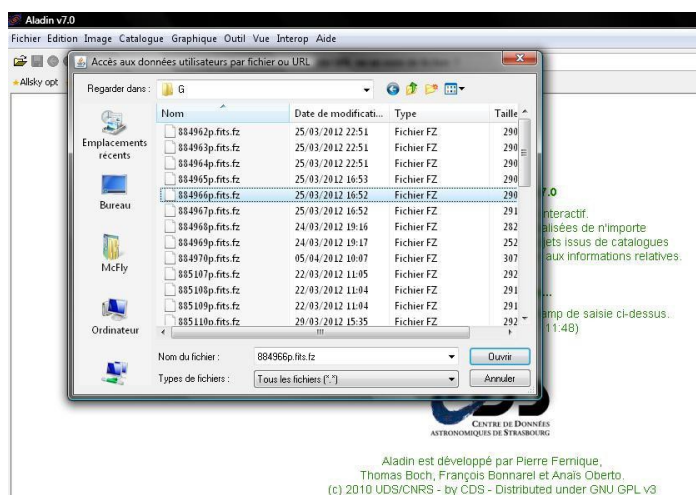 Aladin v7.0
Fichier Edition Image Catalogue Graphique Outil Vue Interop Aide
Allsky opt
Accès aux données utilisateurs par fichier ou URL
Regarder dans : G
Nom Date de modificati... Type Taille
884962p.fits.fz 25/03/2012 22:51 Fichier FZ 290
884963p.fits.fz 25/03/2012 22:51 Fichier FZ 290
884964p.fits.fz 25/03/2012 22:51 Fichier FZ 290
884965p.fits.fz 25/03/2012 16:53 Fichier FZ 290
884966p.fits.fz 25/03/2012 16:52 Fichier FZ 290
884967p.fits.fz 25/03/2012 16:52 Fichier FZ 291
884968p.fits.fz 24/03/2012 19:16 Fichier FZ 282
884969p.fits.fz 24/03/2012 19:17 Fichier FZ 252
884970p.fits.fz 05/04/2012 10:07 Fichier FZ 307
885107p.fits.fz 22/03/2012 11:05 Fichier FZ 292
885108p.fits.fz 22/03/2012 11:04 Fichier FZ 291
885109p.fits.fz 22/03/2012 11:04 Fichier FZ 291
885110p.fits.fz 29/03/2012 15:35 Fichier FZ 292
Emplacements récents
Bureau
McFly
Ordinateur
Nom du fichier : 884966p.fits.fz Ouvrir
Types de fichiers : Tous les fichiers (*.*) Annuler
7.0
nteractif.
alisées de n'importe
jets issus de catalogues
aux informations relatives.
amp de saisie ci-dessus.
11:48)
CENTRE DE DONNÉES
ASTRONOMIQUES DE STRASBOURG
Aladin est développé par Pierre Fernique,
Thomas Boch, François Bonnarel et Anaïs Oberto.
(c) 2010 UDS/CNRS - by CDS - Distributed under GNU GPL v3